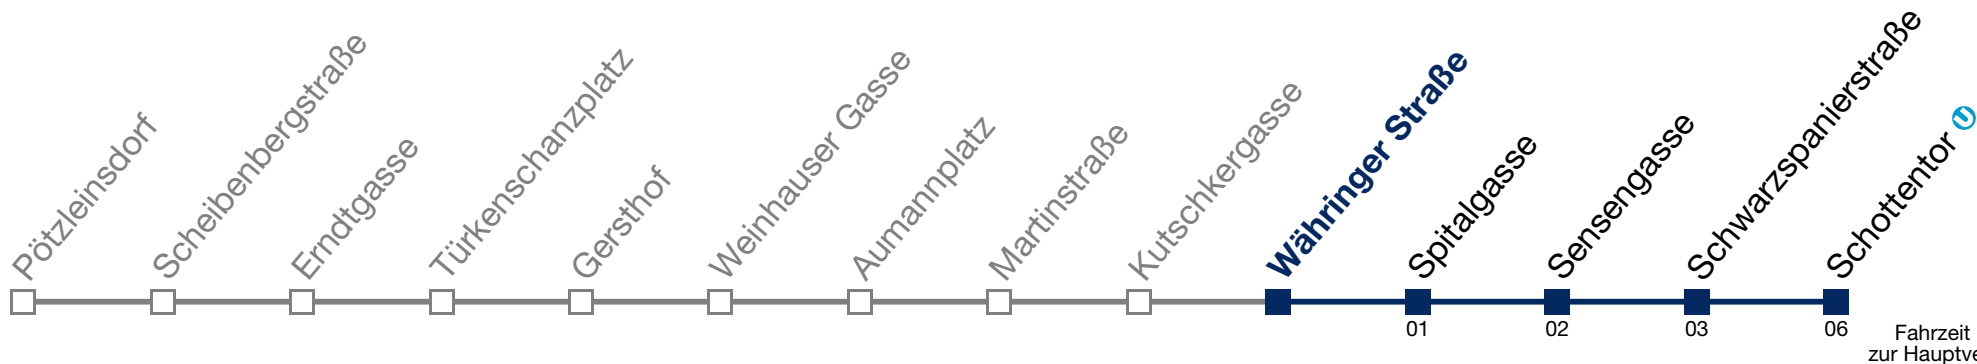 Pötzleinsdorf
Scheibenbergstraße
Erndtgasse
Türkenschanzplatz
Gersthof
Weinhauser Gasse
Aumannplatz
Martinstraße
Kutschkergasse
Währinger Straße
Spitalgasse
Sensengasse
Schwarzspanierstraße
Schottentor U
01
02
03
06
Fahrzeit
zur